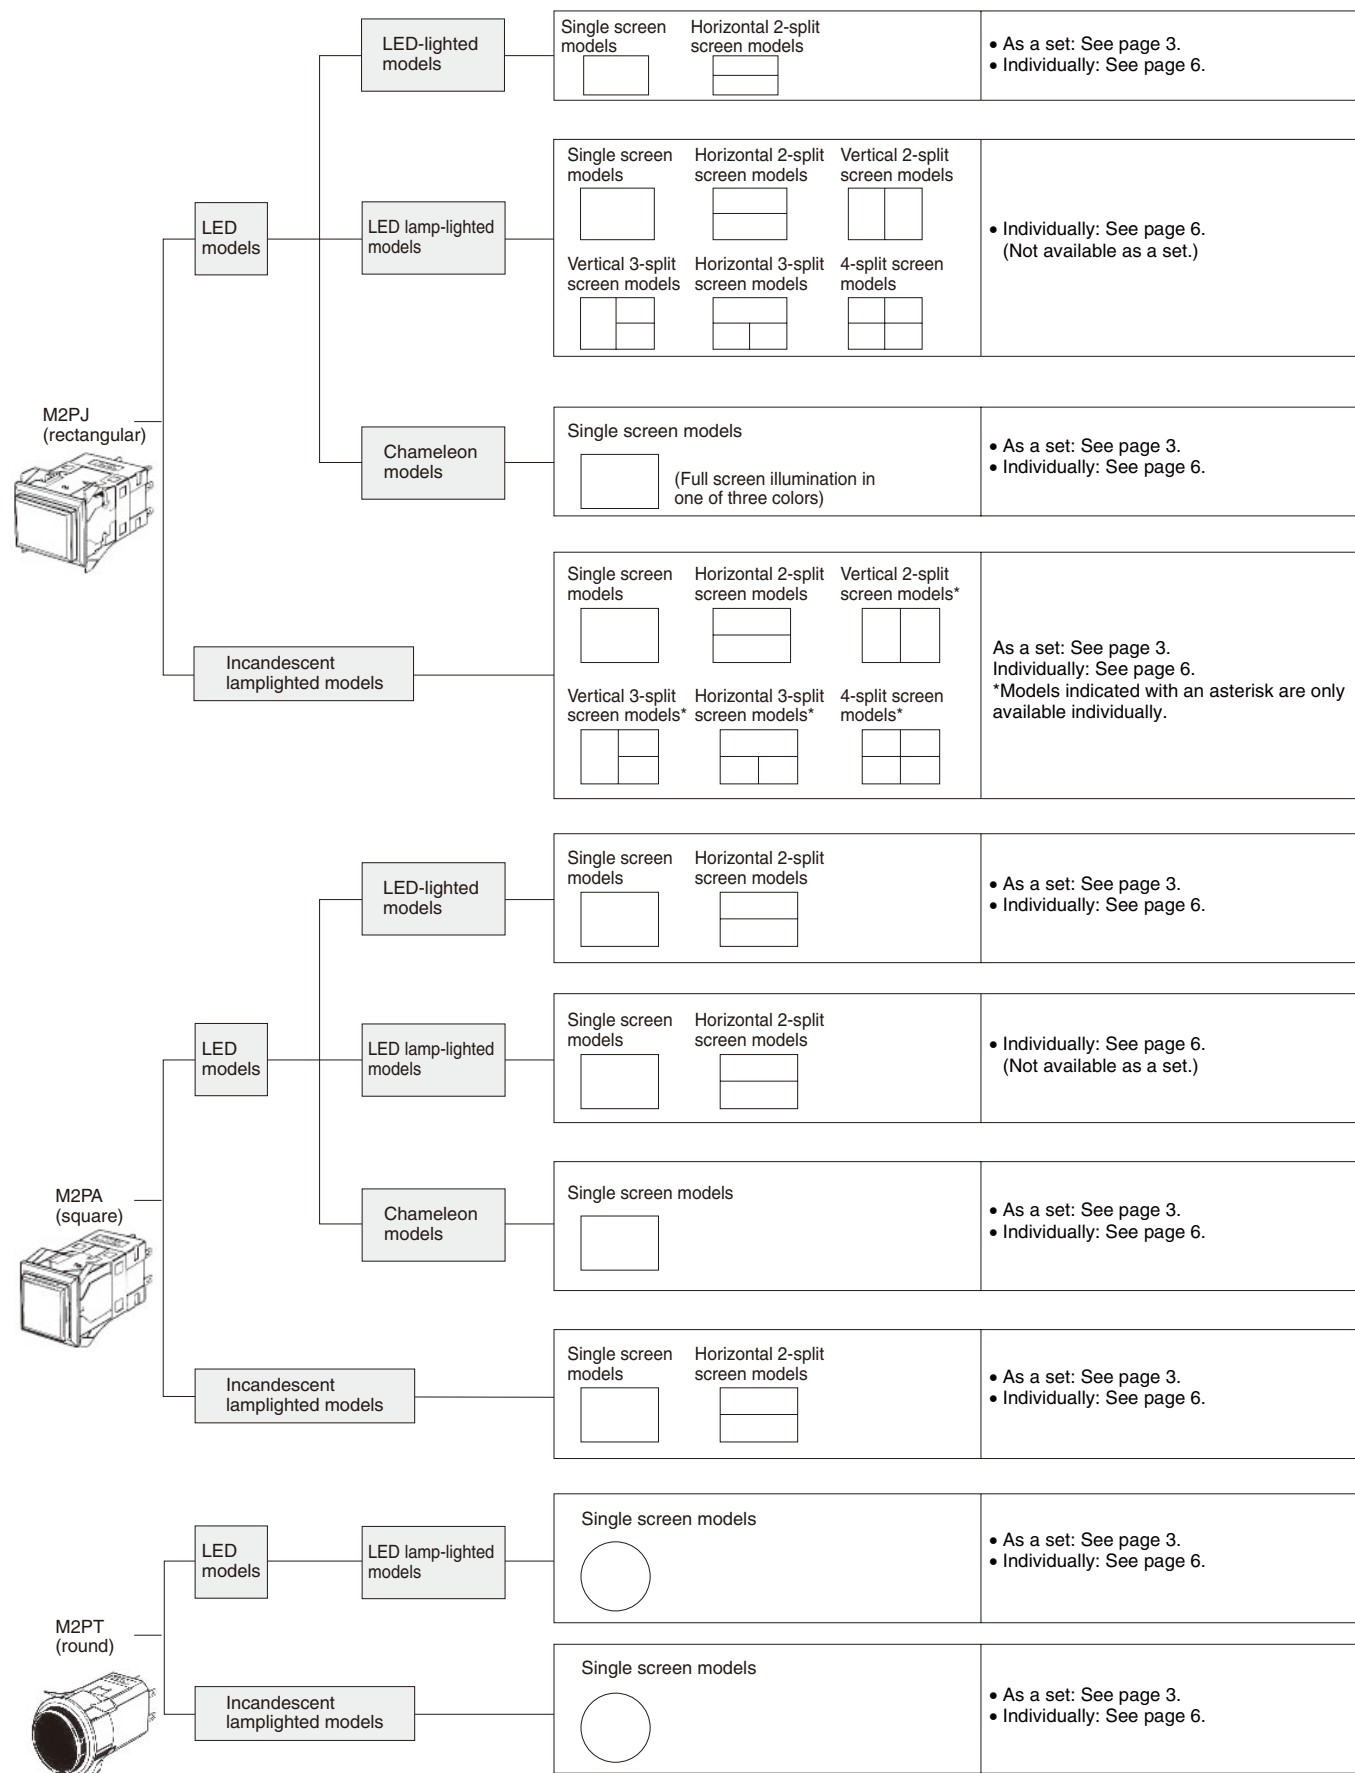 LED-lighted
models
Single screen
models
Horizontal 2-split
screen models
• As a set: See page 3.
• Individually: See page 6.
LED
models
LED lamp-lighted
models
Single screen
models
Horizontal 2-split
screen models
Vertical 2-split
screen models
Vertical 3-split
screen models
Horizontal 3-split
screen models
4-split screen
models
• Individually: See page 6.
(Not available as a set.)
M2PJ
(rectangular)
Chameleon
models
Single screen models
(Full screen illumination in
one of three colors)
• As a set: See page 3.
• Individually: See page 6.
Incandescent
lamplighted models
Single screen
models
Horizontal 2-split
screen models
Vertical 2-split
screen models*
Vertical 3-split
screen models*
Horizontal 3-split
screen models*
4-split screen
models*
As a set: See page 3.
Individually: See page 6.
*Models indicated with an asterisk are only
available individually.
LED-lighted
models
Single screen
models
Horizontal 2-split
screen models
• As a set: See page 3.
• Individually: See page 6.
LED
models
LED lamp-lighted
models
Single screen
models
Horizontal 2-split
screen models
• Individually: See page 6.
(Not available as a set.)
M2PA
(square)
Chameleon
models
Single screen models
• As a set: See page 3.
• Individually: See page 6.
Incandescent
lamplighted models
Single screen
models
Horizontal 2-split
screen models
• As a set: See page 3.
• Individually: See page 6.
LED
models
LED lamp-lighted
models
Single screen models
• As a set: See page 3.
• Individually: See page 6.
M2PT
(round)
Incandescent
lamplighted models
Single screen models
• As a set: See page 3.
• Individually: See page 6.